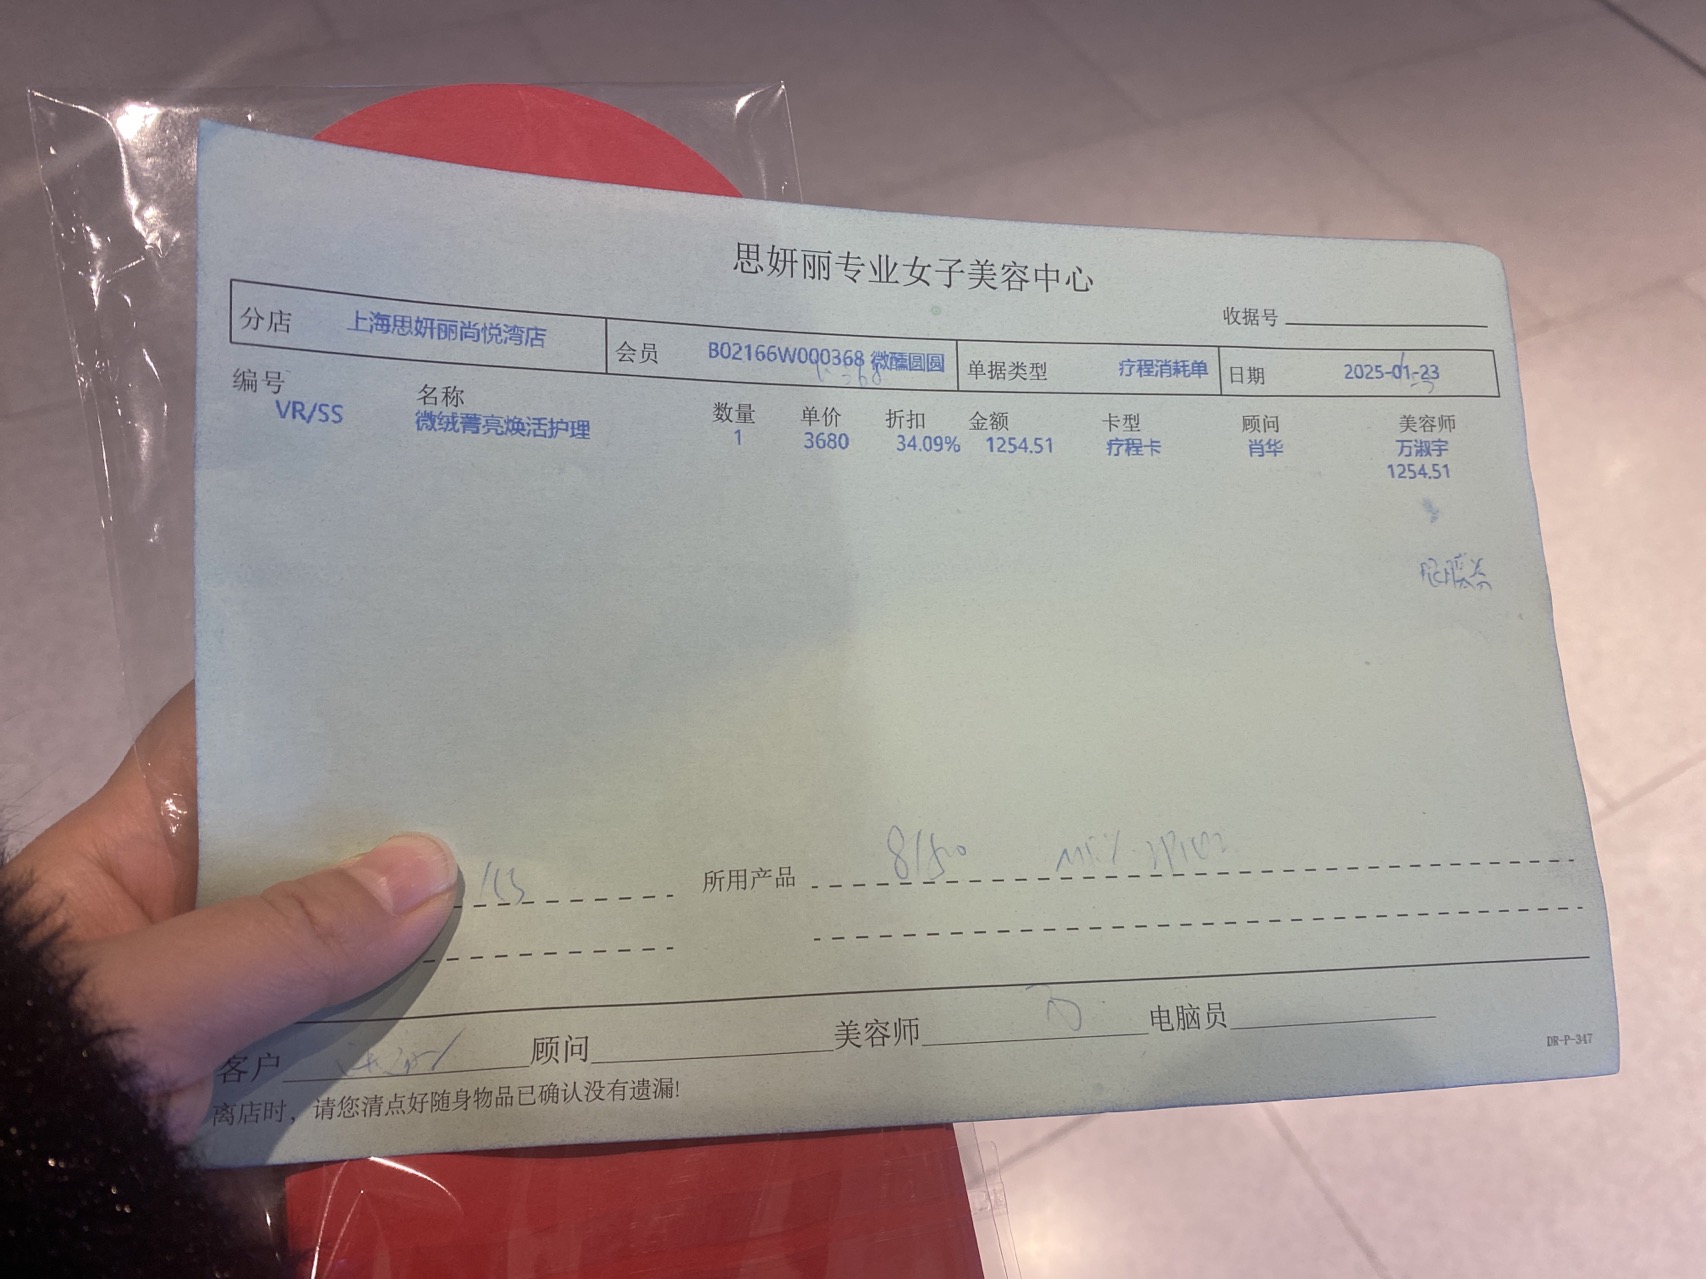 思妍丽专业女子美容中心
收据号
分店 上海思妍丽尚悦湾店 会员 B02166W000368 微醺圆圆 单据类型 疗程消耗单 日期 2025-01-23
编号 名称 数量 单价 折扣 金额 卡型 顾问 美容师
VR/SS 微绒菁亮焕活护理 1 3680 34.09% 1254.51 疗程卡 肖华 万淑宇
1254.51
所用产品
客户 顾问 美容师 万 电脑员
DR-P-347
离店时，请您清点好随身物品已确认没有遗漏!